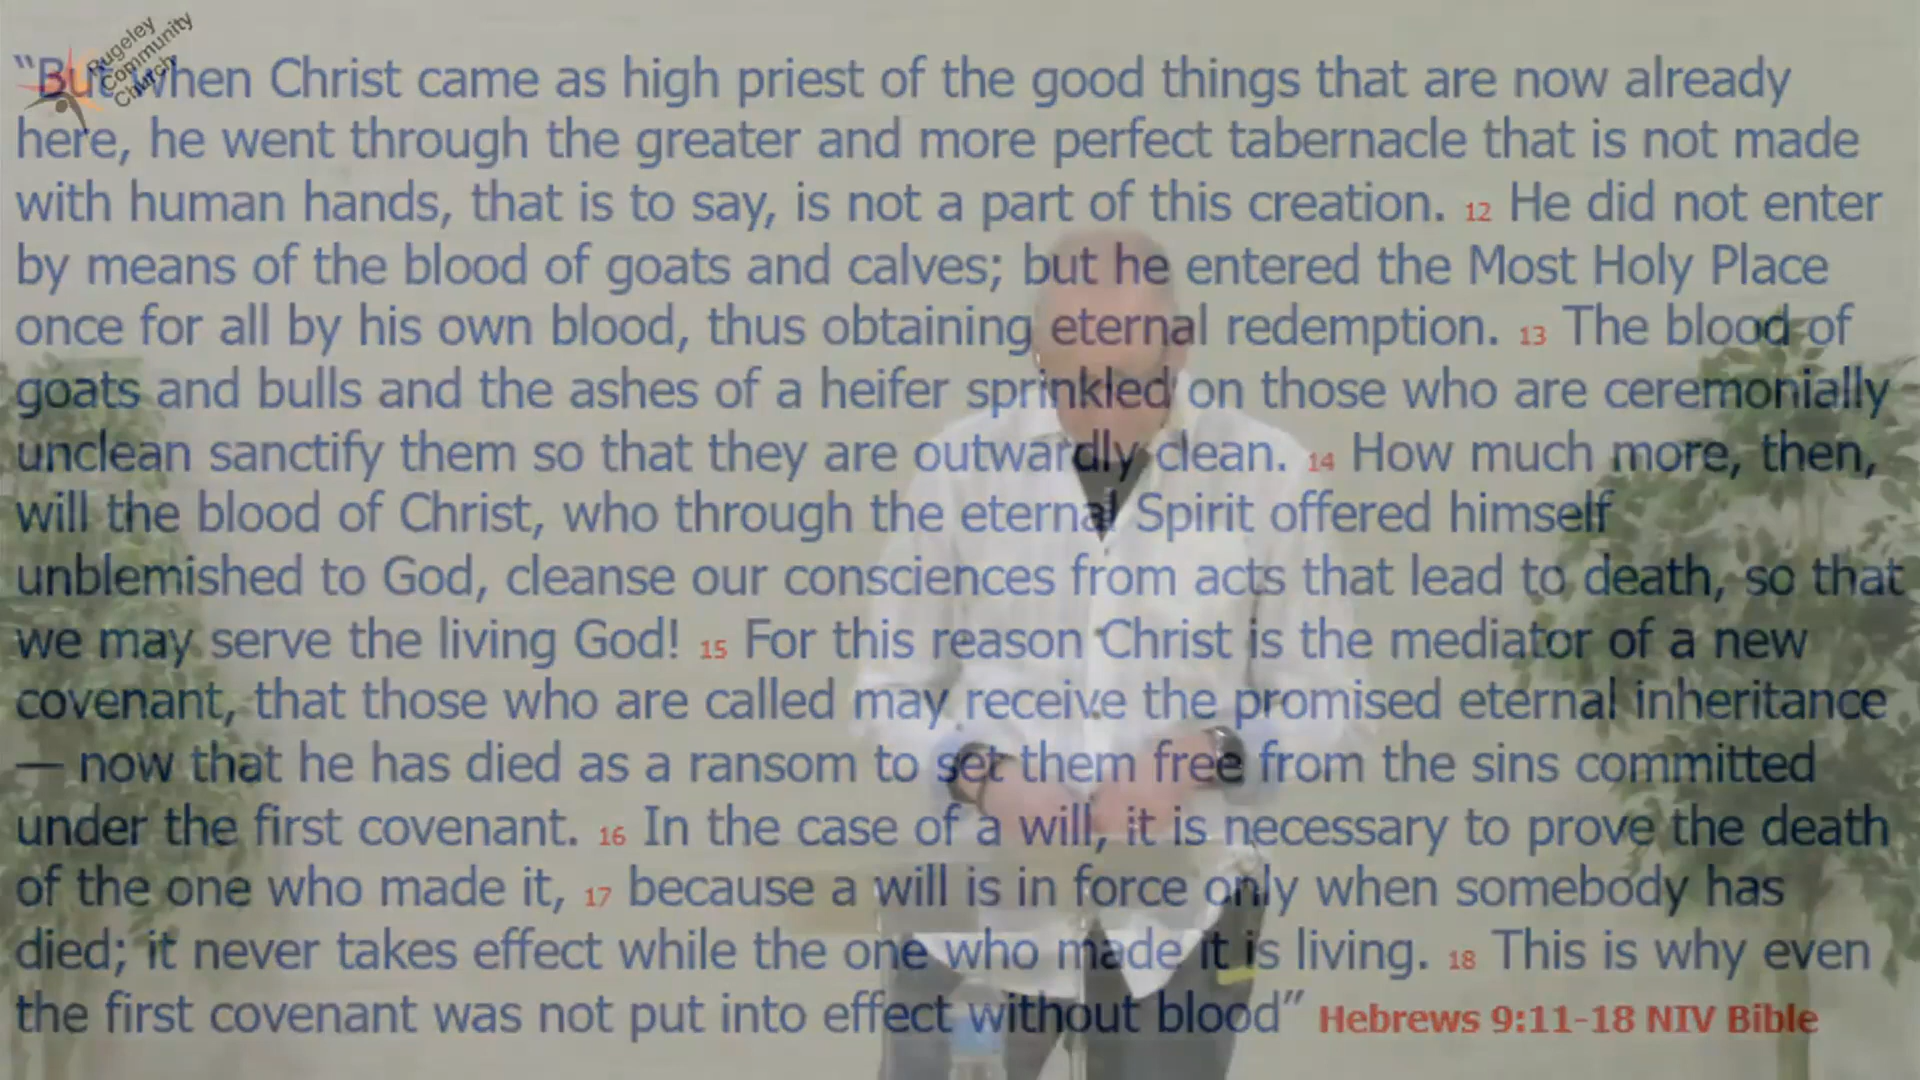 Rugeley
Community
Church
“But when Christ came as high priest of the good things that are now already
here, he went through the greater and more perfect tabernacle that is not made
with human hands, that is to say, is not a part of this creation. 12 He did not enter
by means of the blood of goats and calves; but he entered the Most Holy Place
once for all by his own blood, thus obtaining eternal redemption. 13 The blood of
goats and bulls and the ashes of a heifer sprinkled on those who are ceremonially
unclean sanctify them so that they are outwardly clean. 14 How much more, then,
will the blood of Christ, who through the eternal Spirit offered himself
unblemished to God, cleanse our consciences from acts that lead to death, so that
we may serve the living God! 15 For this reason Christ is the mediator of a new
covenant, that those who are called may receive the promised eternal inheritance
— now that he has died as a ransom to set them free from the sins committed
under the first covenant. 16 In the case of a will, it is necessary to prove the death
of the one who made it, 17 because a will is in force only when somebody has
died; it never takes effect while the one who made it is living. 18 This is why even
the first covenant was not put into effect without blood” Hebrews 9:11-18 NIV Bible